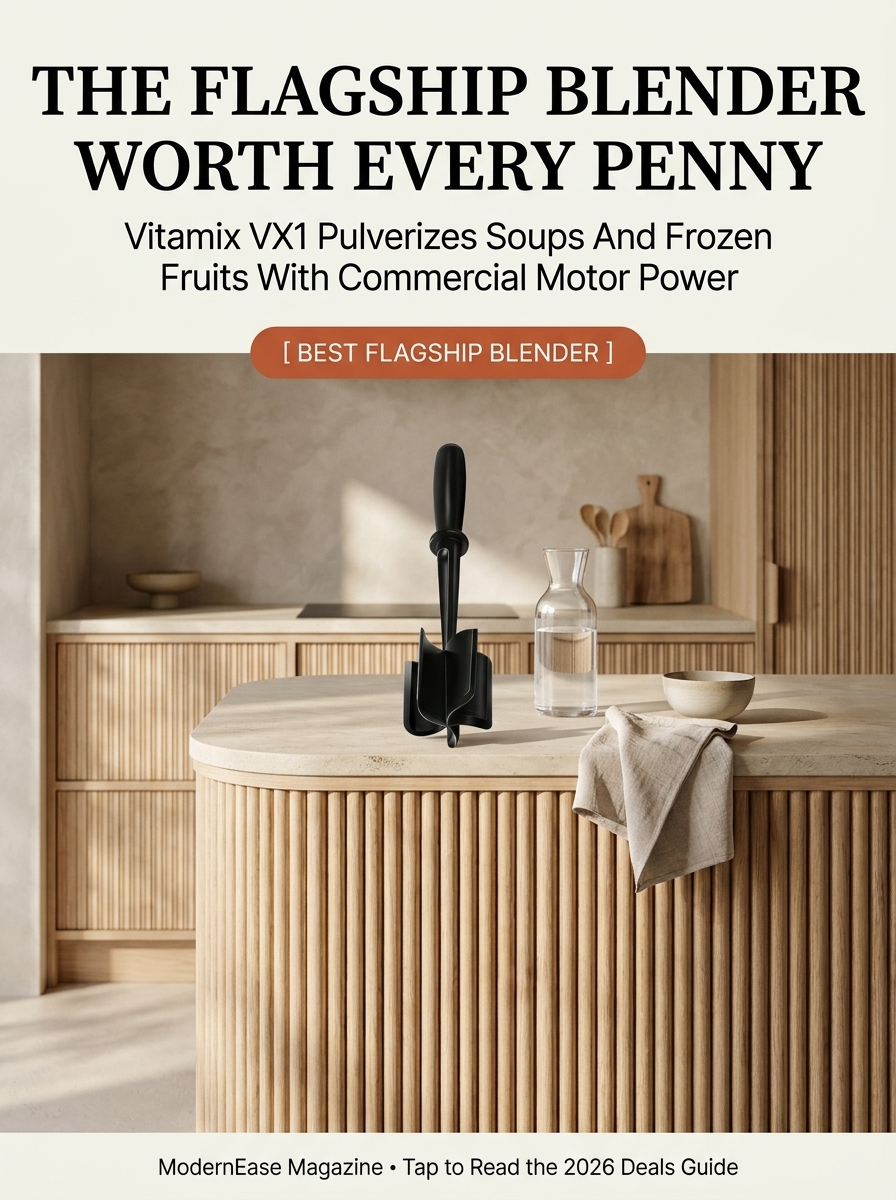 THE FLAGSHIP BLENDER
WORTH EVERY PENNY
Vitamix VX1 Pulverizes Soups And Frozen
Fruits With Commercial Motor Power
[ BEST FLAGSHIP BLENDER ]
ModernEase Magazine • Tap to Read the 2026 Deals Guide